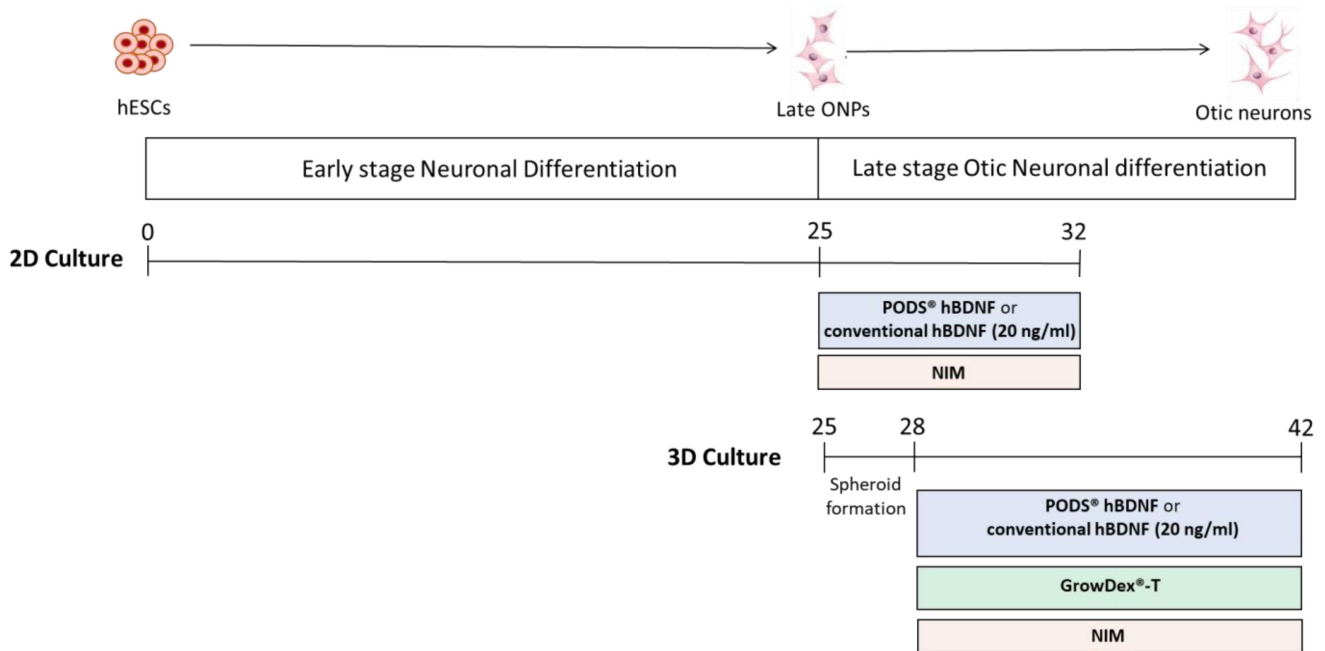 hESCs
Late ONPs
Otic neurons
Early stage Neuronal Differentiation
Late stage Otic Neuronal differentiation
0
25
32
2D Culture
PODS® hBDNF or
conventional hBDNF (20 ng/ml)
NIM
25
28
42
3D Culture
Spheroid
formation
PODS® hBDNF or
conventional hBDNF (20 ng/ml)
GrowDex®-T
NIM